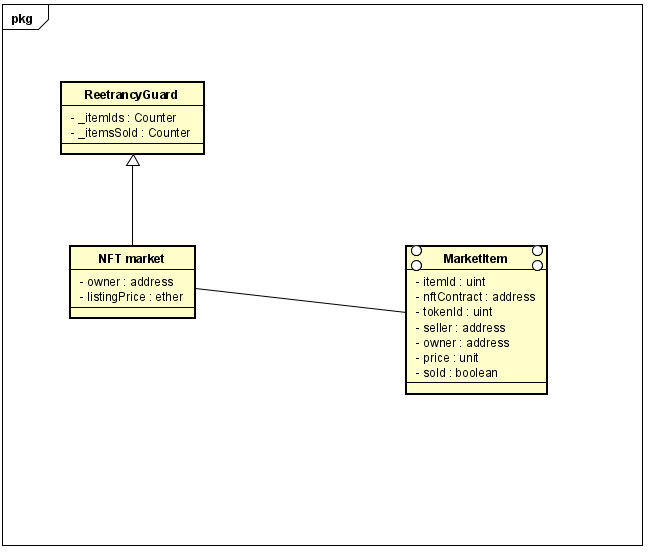 pkg
ReetrancyGuard
- _itemIds : Counter
- _itemsSold : Counter
NFT market
- owner : address
- listingPrice : ether
MarketItem
- itemId : uint
- nftContract : address
- tokenId : uint
- seller : address
- owner : address
- price : unit
- sold : boolean